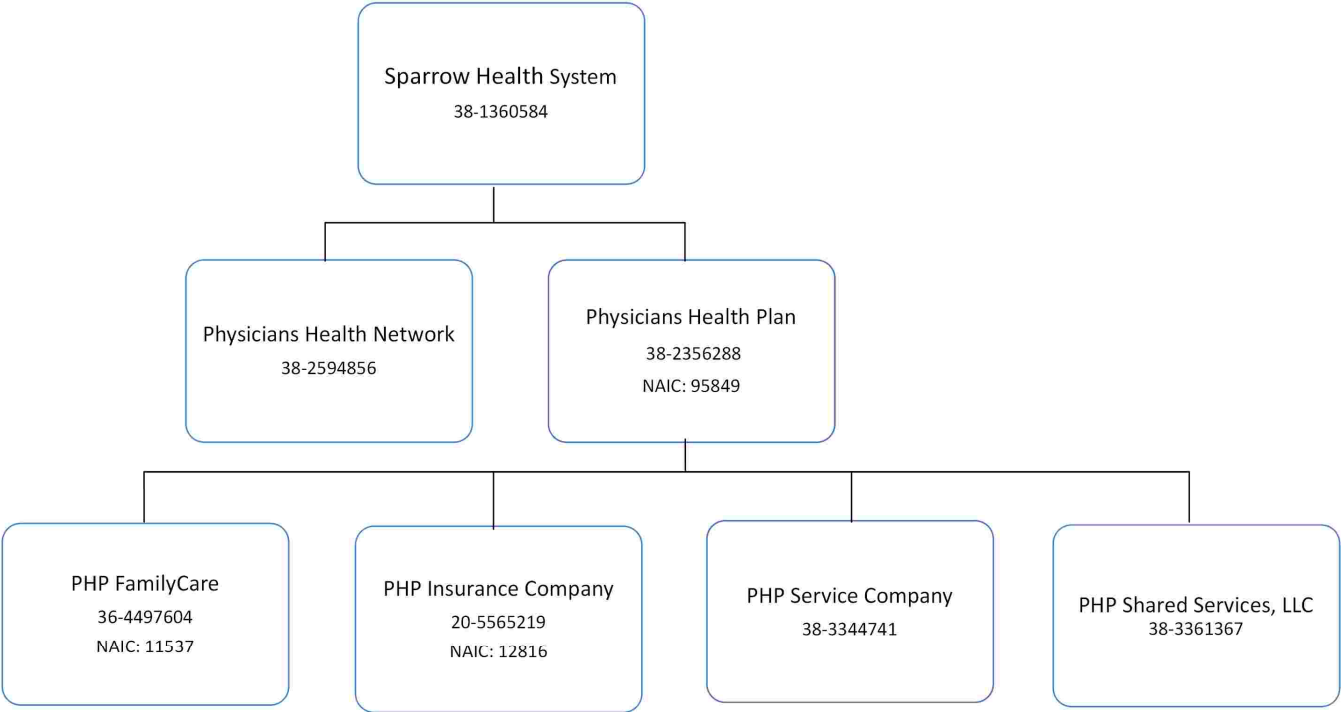 Sparrow Health System
38-1360584
Physicians Health Network
38-2594856
Physicians Health Plan
38-2356288
NAIC: 95849
PHP FamilyCare
36-4497604
NAIC: 11537
PHP Insurance Company
20-5565219
NAIC: 12816
PHP Service Company
38-3344741
PHP Shared Services, LLC
38-3361367